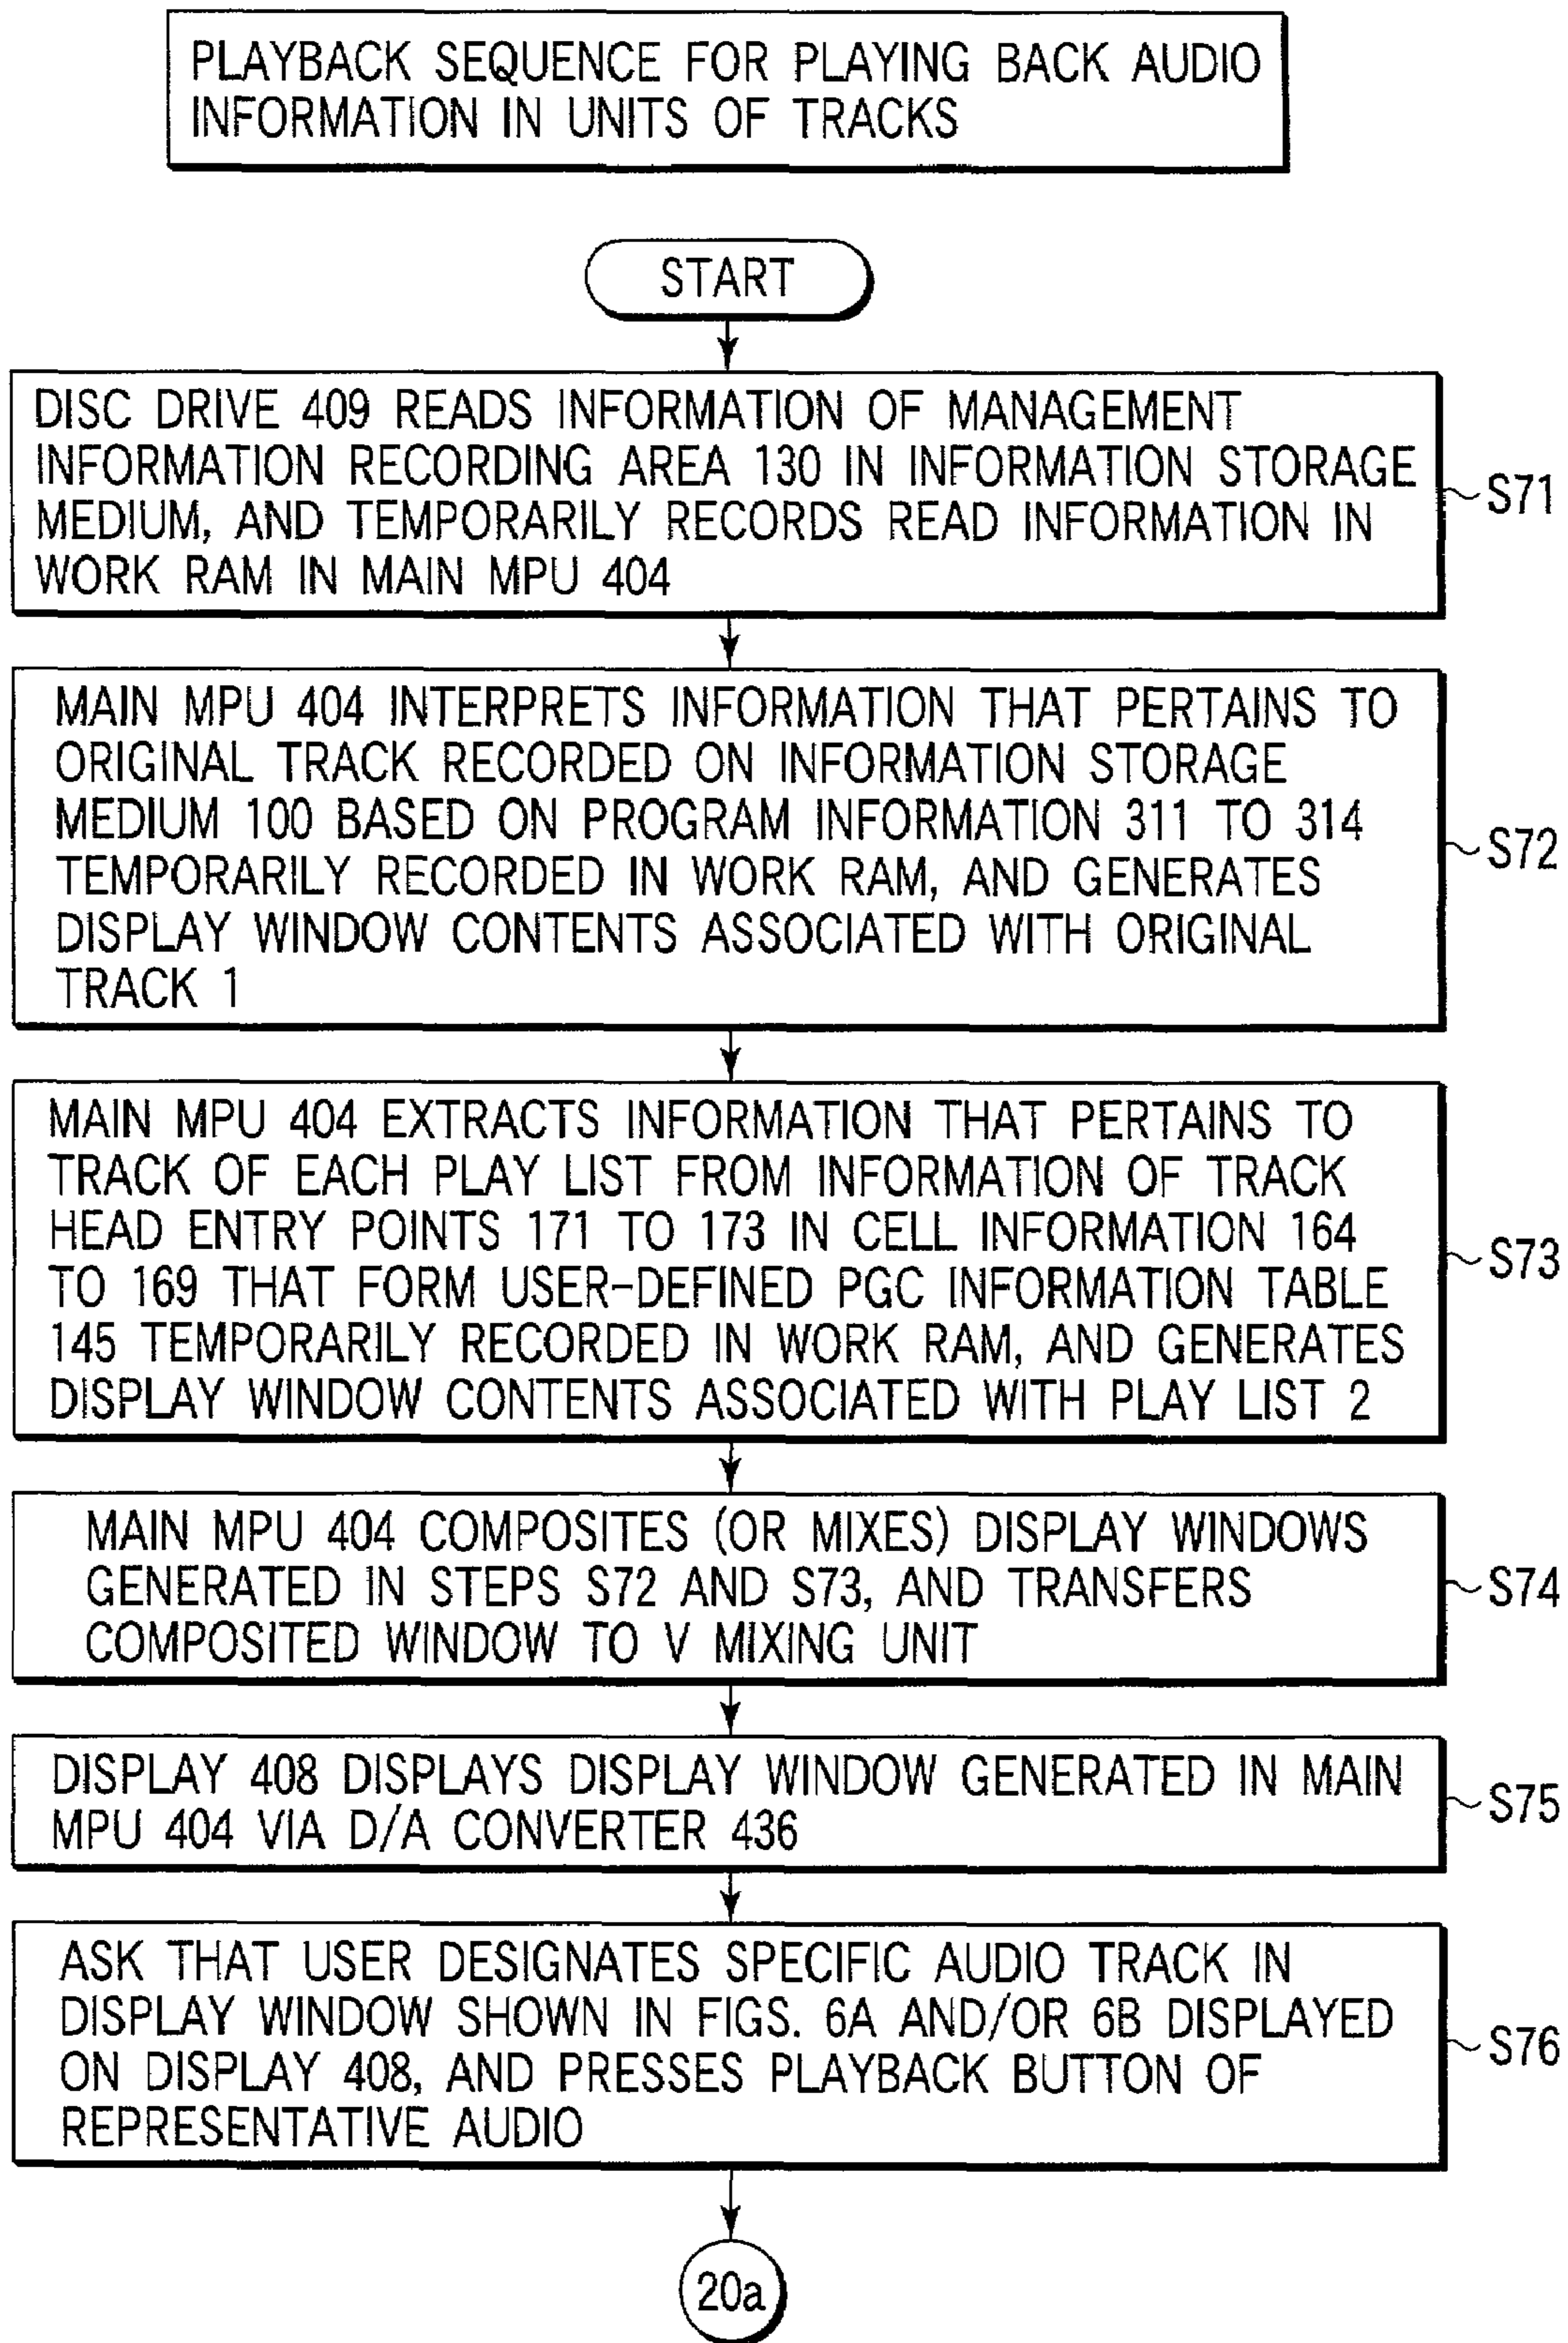 PLAYBACK SEQUENCE FOR PLAYING BACK AUDIO
INFORMATION IN UNITS OF TRACKS
START
DISC DRIVE 409 READS INFORMATION OF MANAGEMENT
INFORMATION RECORDING AREA 130 IN INFORMATION STORAGE
MEDIUM, AND TEMPORARILY RECORDS READ INFORMATION IN
WORK RAM IN MAIN MPU 404
S71
MAIN MPU 404 INTERPRETS INFORMATION THAT PERTAINS TO
ORIGINAL TRACK RECORDED ON INFORMATION STORAGE
MEDIUM 100 BASED ON PROGRAM INFORMATION 311 TO 314
TEMPORARILY RECORDED IN WORK RAM, AND GENERATES
DISPLAY WINDOW CONTENTS ASSOCIATED WITH ORIGINAL
TRACK 1
S72
MAIN MPU 404 EXTRACTS INFORMATION THAT PERTAINS TO
TRACK OF EACH PLAY LIST FROM INFORMATION OF TRACK
HEAD ENTRY POINTS 171 TO 173 IN CELL INFORMATION 164
TO 169 THAT FORM USER-DEFINED PGC INFORMATION TABLE
145 TEMPORARILY RECORDED IN WORK RAM, AND GENERATES
DISPLAY WINDOW CONTENTS ASSOCIATED WITH PLAY LIST 2
S73
MAIN MPU 404 COMPOSITES (OR MIXES) DISPLAY WINDOWS
GENERATED IN STEPS S72 AND S73, AND TRANSFERS
COMPOSITED WINDOW TO V MIXING UNIT
S74
DISPLAY 408 DISPLAYS DISPLAY WINDOW GENERATED IN MAIN
MPU 404 VIA D/A CONVERTER 436
S75
ASK THAT USER DESIGNATES SPECIFIC AUDIO TRACK IN
DISPLAY WINDOW SHOWN IN FIGS. 6A AND/OR 6B DISPLAYED
ON DISPLAY 408, AND PRESSES PLAYBACK BUTTON OF
REPRESENTATIVE AUDIO
S76
20a